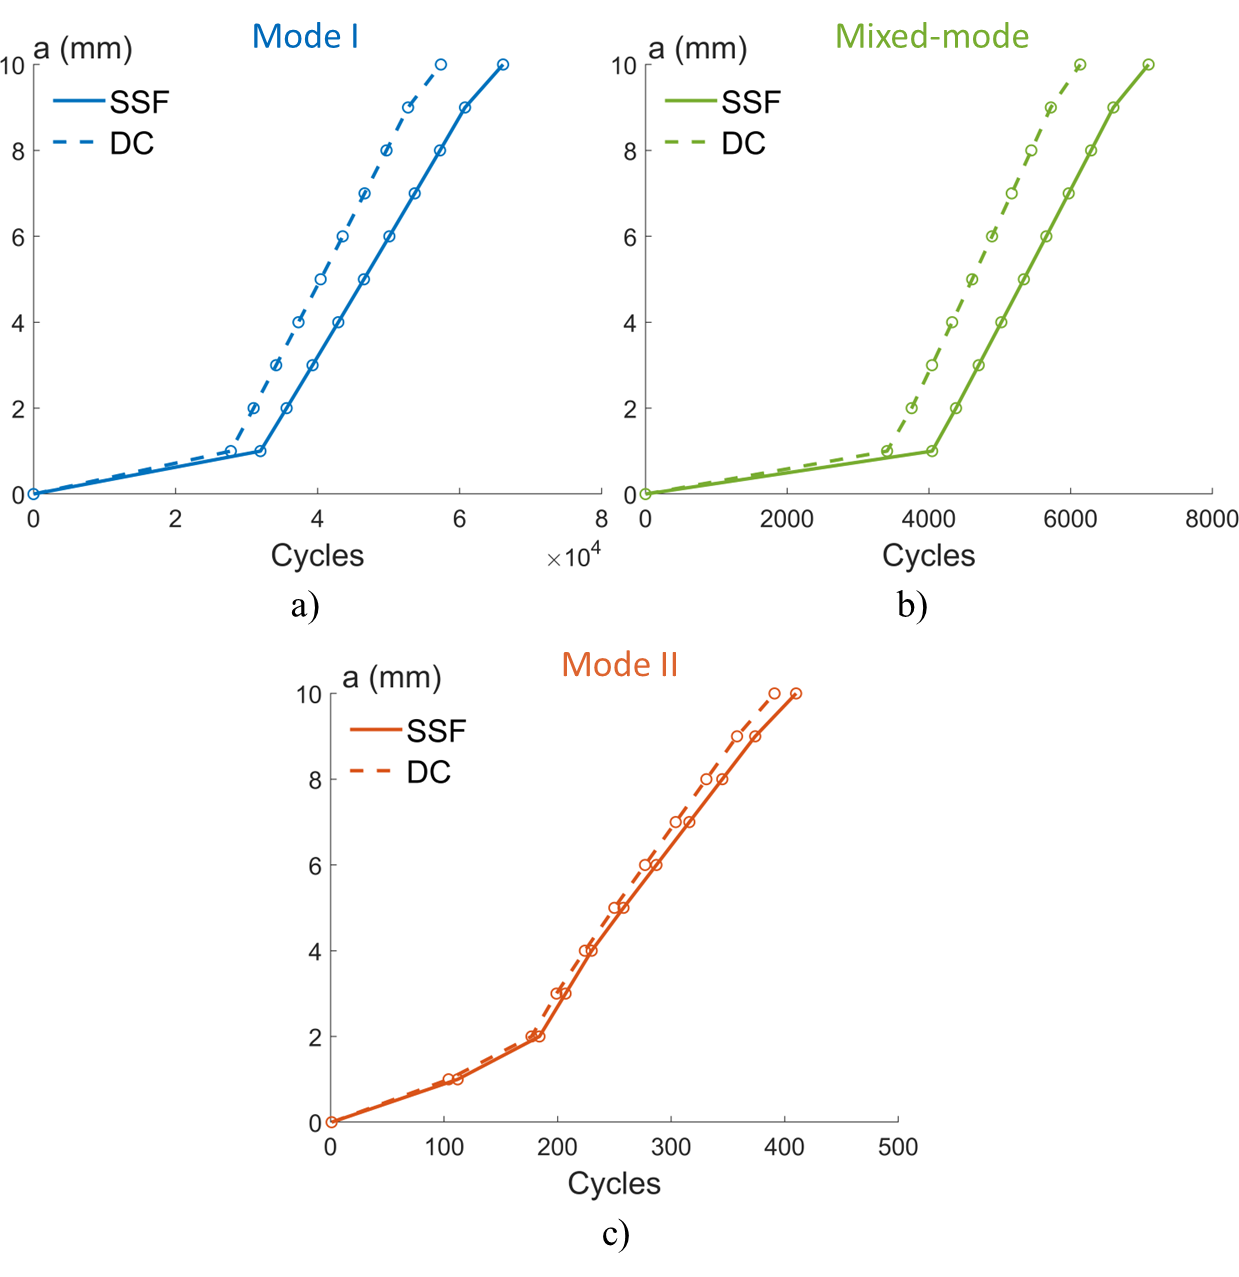 Mode I
a (mm)
10
8
6
4
2
0
SSF
DC
0 2 4 6 8
Cycles
×10⁴
a)
Mixed-mode
a (mm)
10
8
6
4
2
0
SSF
DC
0 2000 4000 6000 8000
Cycles
b)
Mode II
a (mm)
10
8
6
4
2
0
SSF
DC
0 100 200 300 400 500
Cycles
c)